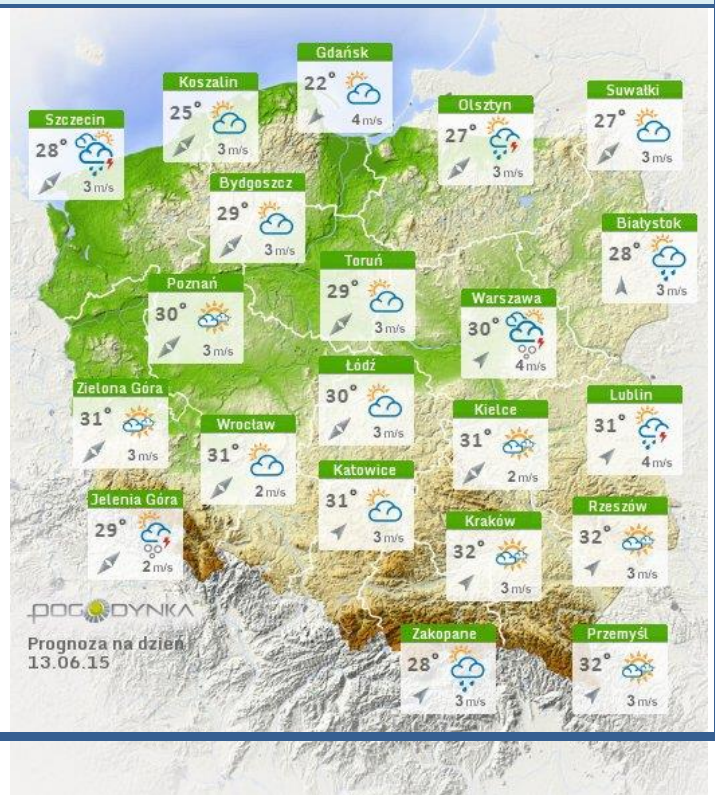 Gdańsk
22°
4 m/s
Koszalin
25°
3 m/s
Suwałki
27°
3 m/s
Olsztyn
27°
3 m/s
Szczecin
28°
3 m/s
Bydgoszcz
29°
3 m/s
Białystok
28°
3 m/s
Toruń
29°
3 m/s
Poznań
30°
3 m/s
Warszawa
30°
4 m/s
Łódź
30°
3 m/s
Zielona Góra
31°
3 m/s
Lublin
31°
4 m/s
Kielce
31°
2 m/s
Wrocław
31°
2 m/s
Katowice
31°
3 m/s
Jelenia Góra
29°
2 m/s
Rzeszów
32°
3 m/s
Kraków
32°
3 m/s
POGODYNKA
Prognoza na dzień
13.06.15
Zakopane
28°
3 m/s
Przemyśl
32°
3 m/s